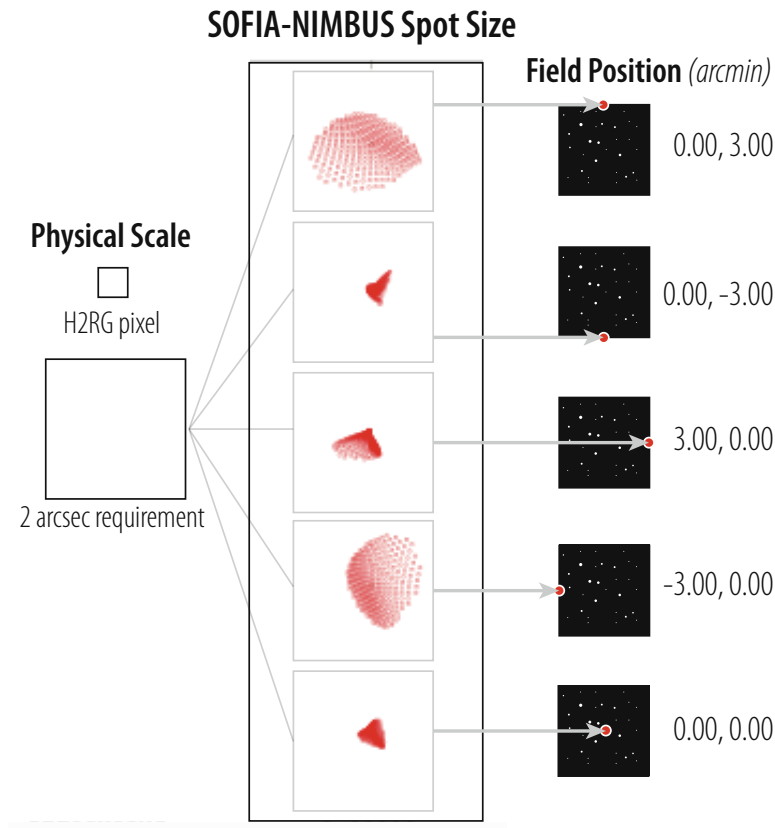 SOFIA-NIMBUS Spot Size
Field Position (arcmin)
0.00, 3.00
Physical Scale
H2RG pixel
0.00, -3.00
3.00, 0.00
2 arcsec requirement
-3.00, 0.00
0.00, 0.00